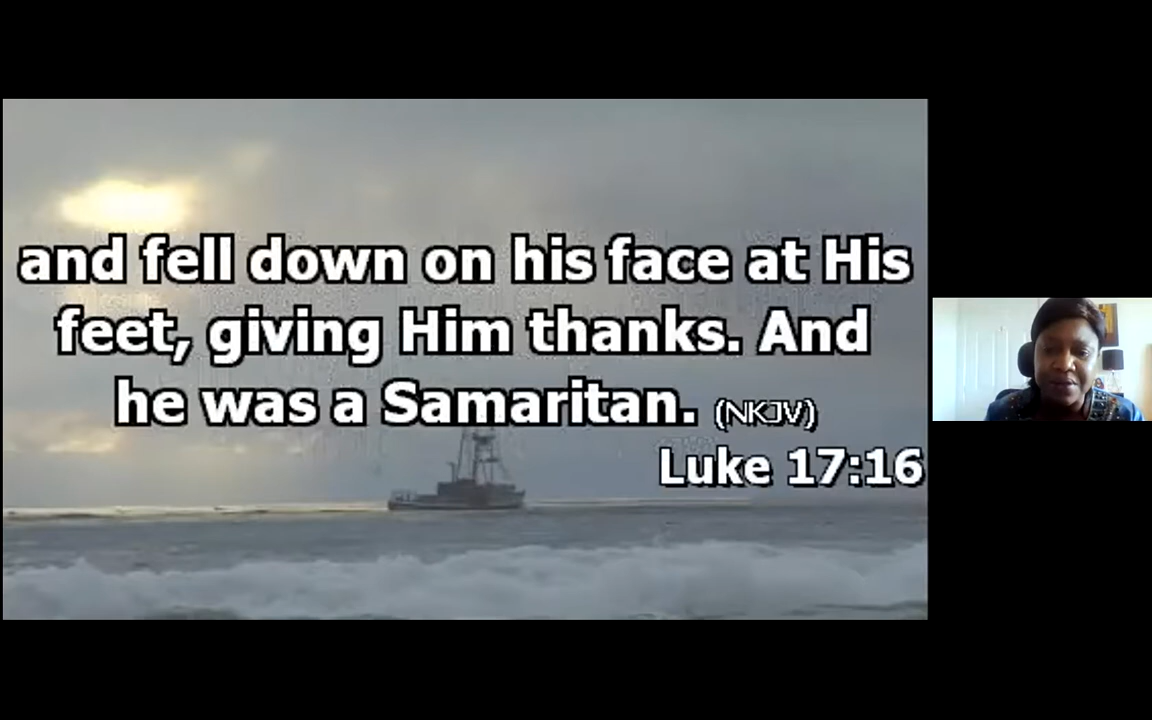 and fell down on his face at His
feet, giving Him thanks. And
he was a Samaritan. (NKJV)
Luke 17:16